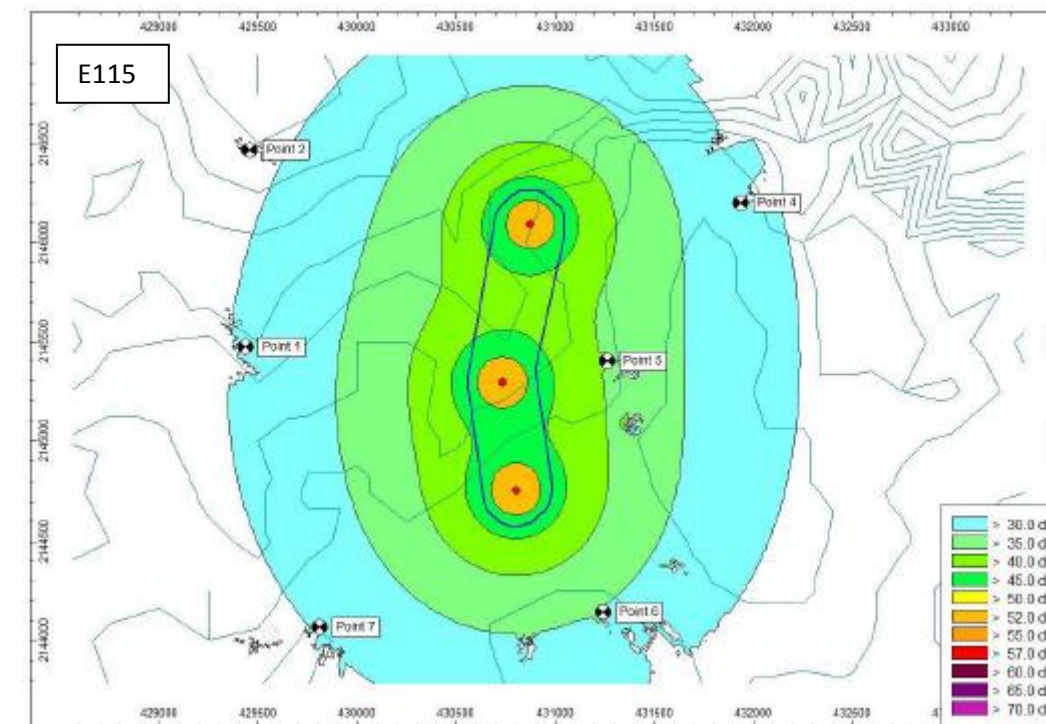 429000 429500 430000 430500 431000 431500 432000 432500 433000
E115
2146500
Point 2
Point 4
2146000
2145500
Point 1
Point 5
2145000
2144500
> 30.0 d
> 35.0 d
> 40.0 d
> 45.0 d
> 50.0 d
> 52.0 d
> 55.0 d
> 57.0 d
> 60.0 d
> 65.0 d
> 70.0 d
Point 6
Point 7
2144000
429000 429500 430000 430500 431000 431500 432000 432500